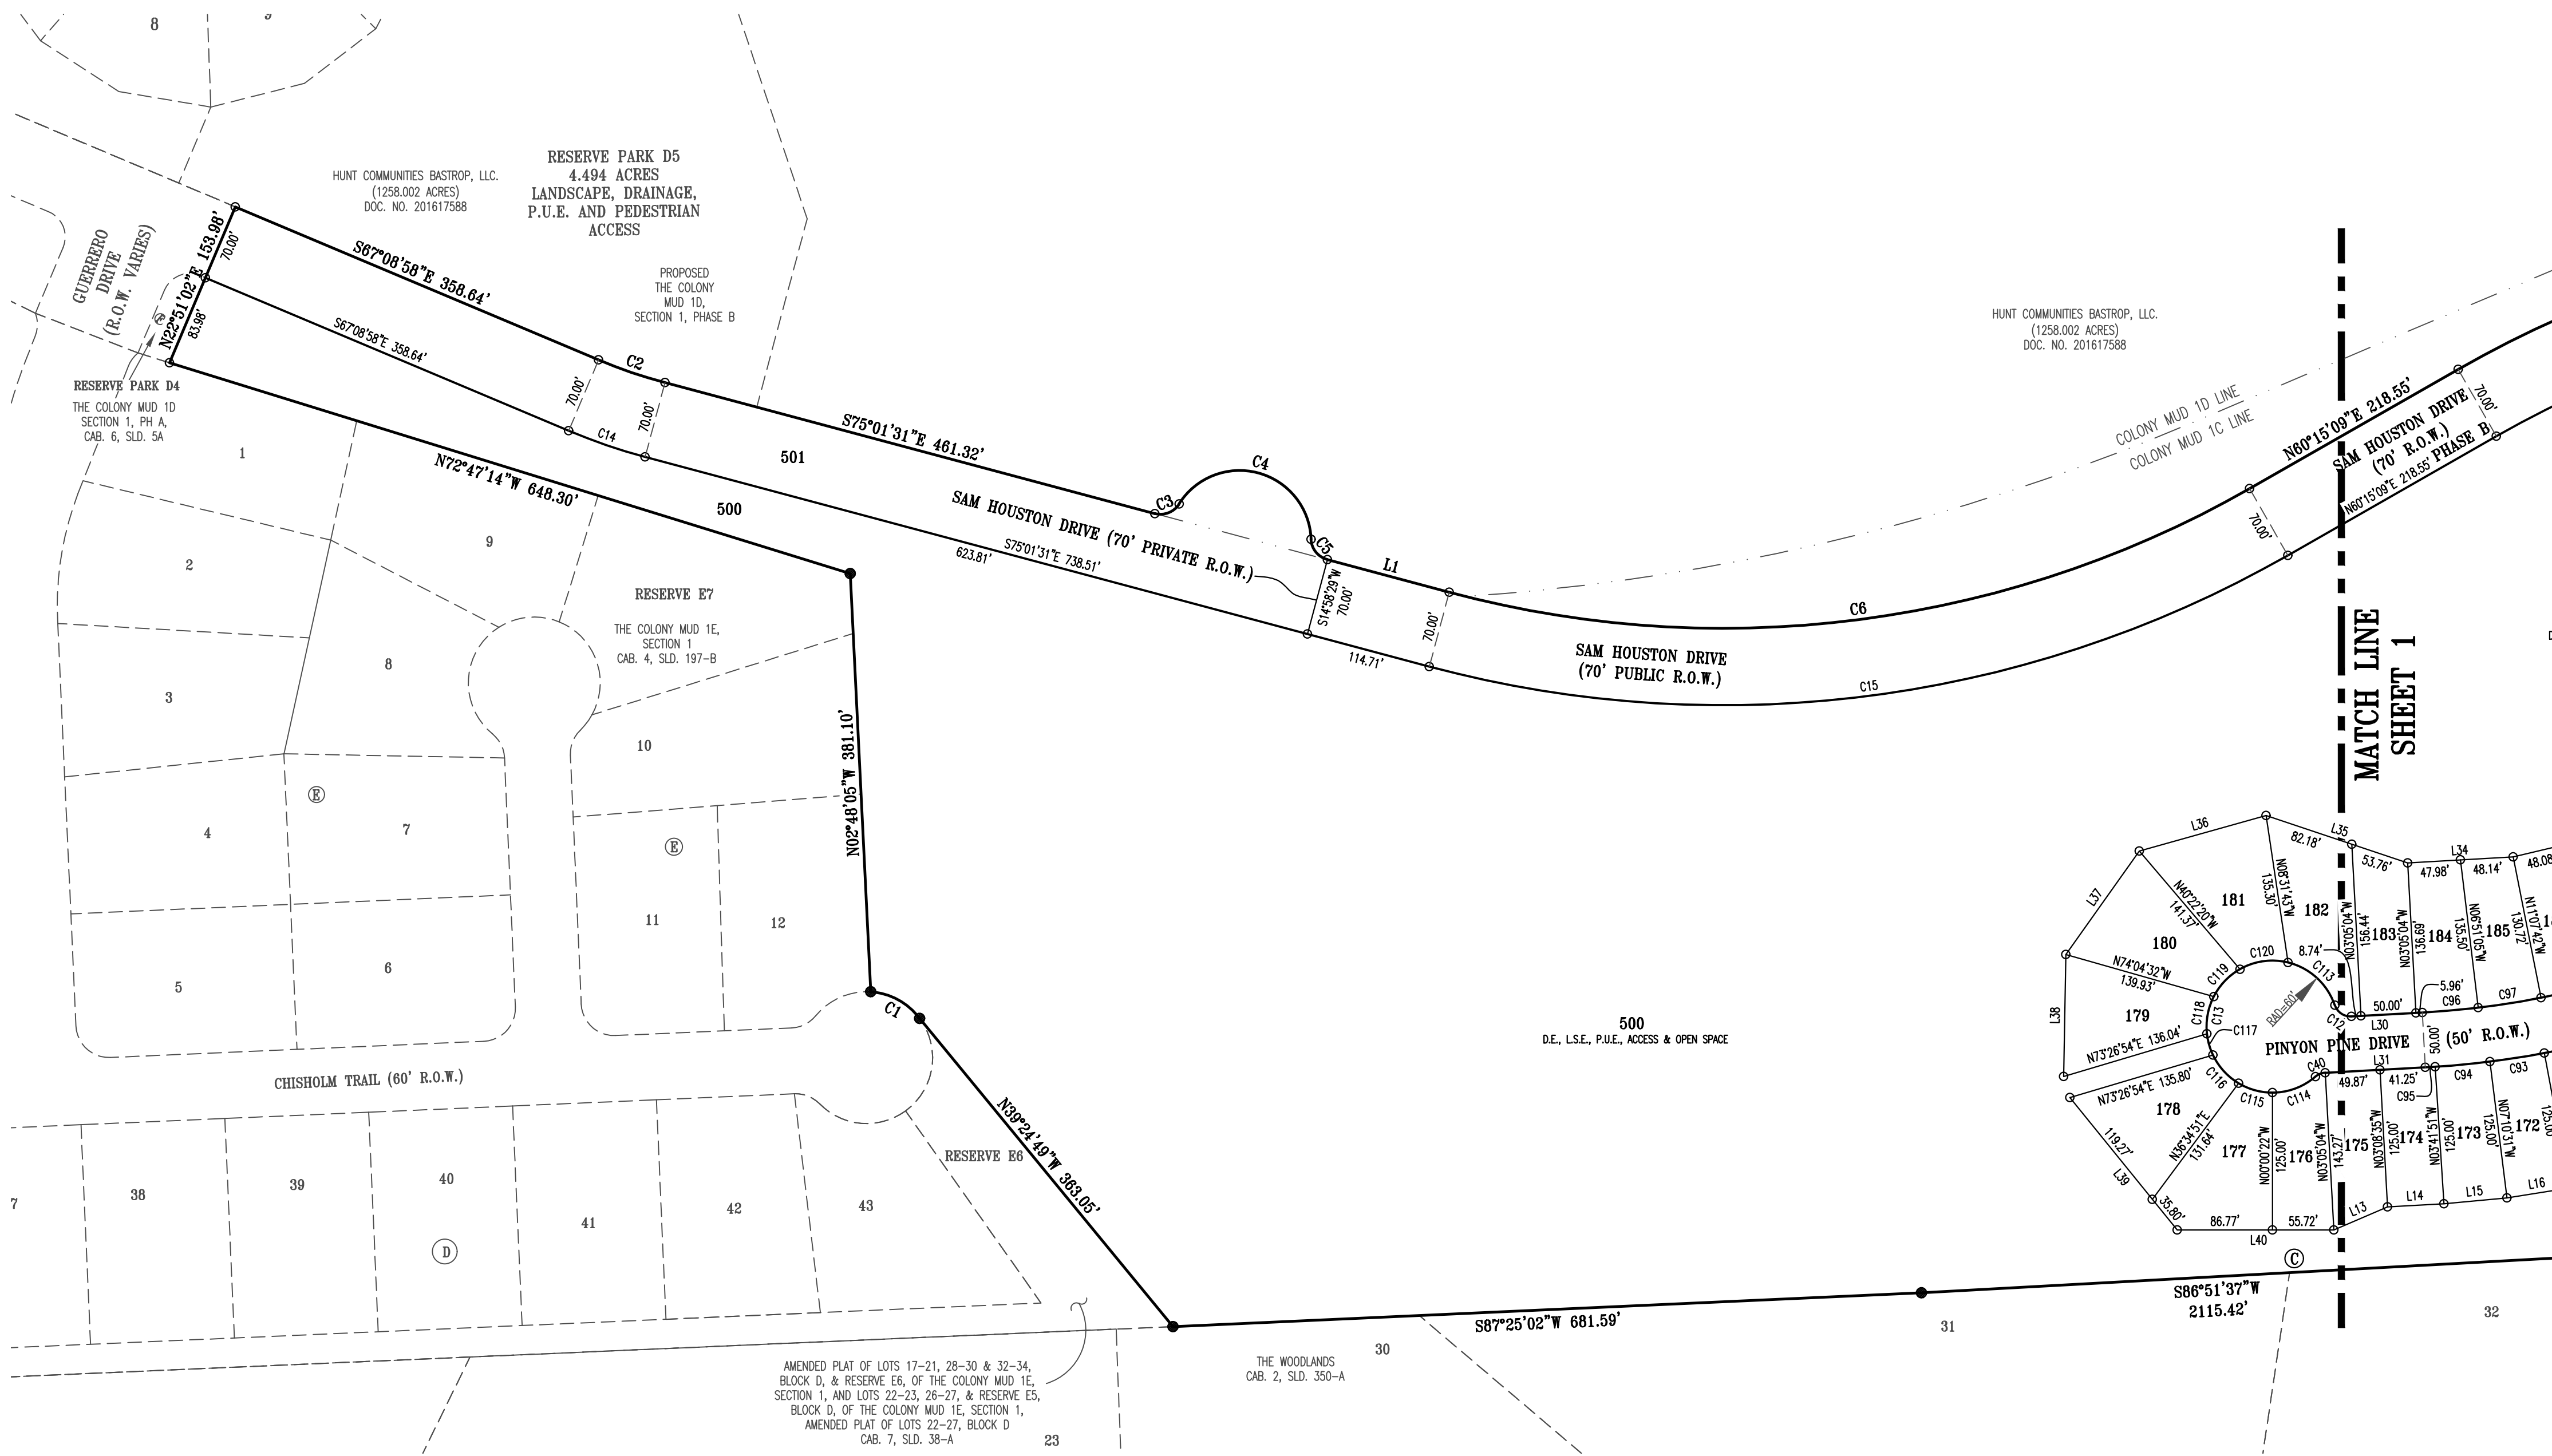 8
9
HUNT COMMUNITIES BASTROP, LLC.
(1258.002 ACRES)
DOC. NO. 201617588
RESERVE PARK D5
4.494 ACRES
LANDSCAPE, DRAINAGE,
P.U.E. AND PEDESTRIAN
ACCESS
PROPOSED
THE COLONY
MUD 1D,
SECTION 1, PHASE B
GUERRERO
DRIVE
(R.O.W. VARIES)
N22°51'02"E 153.98'
70.00'
83.98'
RESERVE PARK D4
THE COLONY MUD 1D
SECTION 1, PH A,
CAB. 6, SLD. 5A
S67°08'58"E 358.64'
S67°08'58"E 358.64'
C2
70.00'
70.00'
C14
501
500
S75°01'31"E 461.32'
N72°47'14"W 648.30'
C3
C4
C5
L1
SAM HOUSTON DRIVE (70' PRIVATE R.O.W.)
S75°01'31"E 738.51'
623.81'
S14°58'29"W
70.00'
114.71'
70.00'
SAM HOUSTON DRIVE
(70' PUBLIC R.O.W.)
C6
C15
HUNT COMMUNITIES BASTROP, LLC.
(1258.002 ACRES)
DOC. NO. 201617588
COLONY MUD 1D LINE
COLONY MUD 1C LINE
N60°15'09"E 218.55'
SAM HOUSTON DRIVE
(70' R.O.W.)
PHASE B
N60°15'09"E 218.55'
70.00'
70.00'
MATCH LINE
SHEET 1
1
2
3
4
5
6
7
8
9
10
11
12
E
E
RESERVE E7
THE COLONY MUD 1E,
SECTION 1
CAB. 4, SLD. 197-B
N02°48'05"W 381.10'
C1
N39°24'49"W 363.05'
CHISHOLM TRAIL (60' R.O.W.)
RESERVE E6
7
38
39
40
41
42
43
D
500
D.E., L.S.E., P.U.E., ACCESS & OPEN SPACE
L36
L35
82.18'
53.76'
L34
47.98'
48.14'
48.08
L37
L38
N40°22'20"W
141.37'
N08°31'43"W
135.30'
181
182
180
179
N74°04'32"W
139.93'
N73°26'54"E 136.04'
N73°26'54"E 135.80'
178
177
176
175
174
173
172
183
184
185
N03°05'04"W
156.44'
N03°05'04"W
136.69'
N06°51'05"W
135.50'
N11°07'42"W
130.72'
C120
C119
C118
C13
C117
C116
C115
C114
C113
C12
C40
8.74'
RAD=60'
50.00'
L30
5.96'
C96
C97
PINYON PINE DRIVE
(50' R.O.W.)
50.00'
L31
49.87'
41.25'
C95
C94
C93
119.27'
L39
35.80'
N36°34'51"E
131.64'
N00°00'22"W
125.00'
N03°05'04"W
143.27'
N03°08'35"W
125.00'
N03°41'51"W
125.00'
N07°10'31"W
125.00'
86.77'
L40
55.72'
L13
L14
L15
L16
C
S87°25'02"W 681.59'
S86°51'37"W
2115.42'
30
31
32
23
THE WOODLANDS
CAB. 2, SLD. 350-A
AMENDED PLAT OF LOTS 17-21, 28-30 & 32-34,
BLOCK D, & RESERVE E6, OF THE COLONY MUD 1E,
SECTION 1, AND LOTS 22-23, 26-27, & RESERVE E5,
BLOCK D, OF THE COLONY MUD 1E, SECTION 1,
AMENDED PLAT OF LOTS 22-27, BLOCK D
CAB. 7, SLD. 38-A